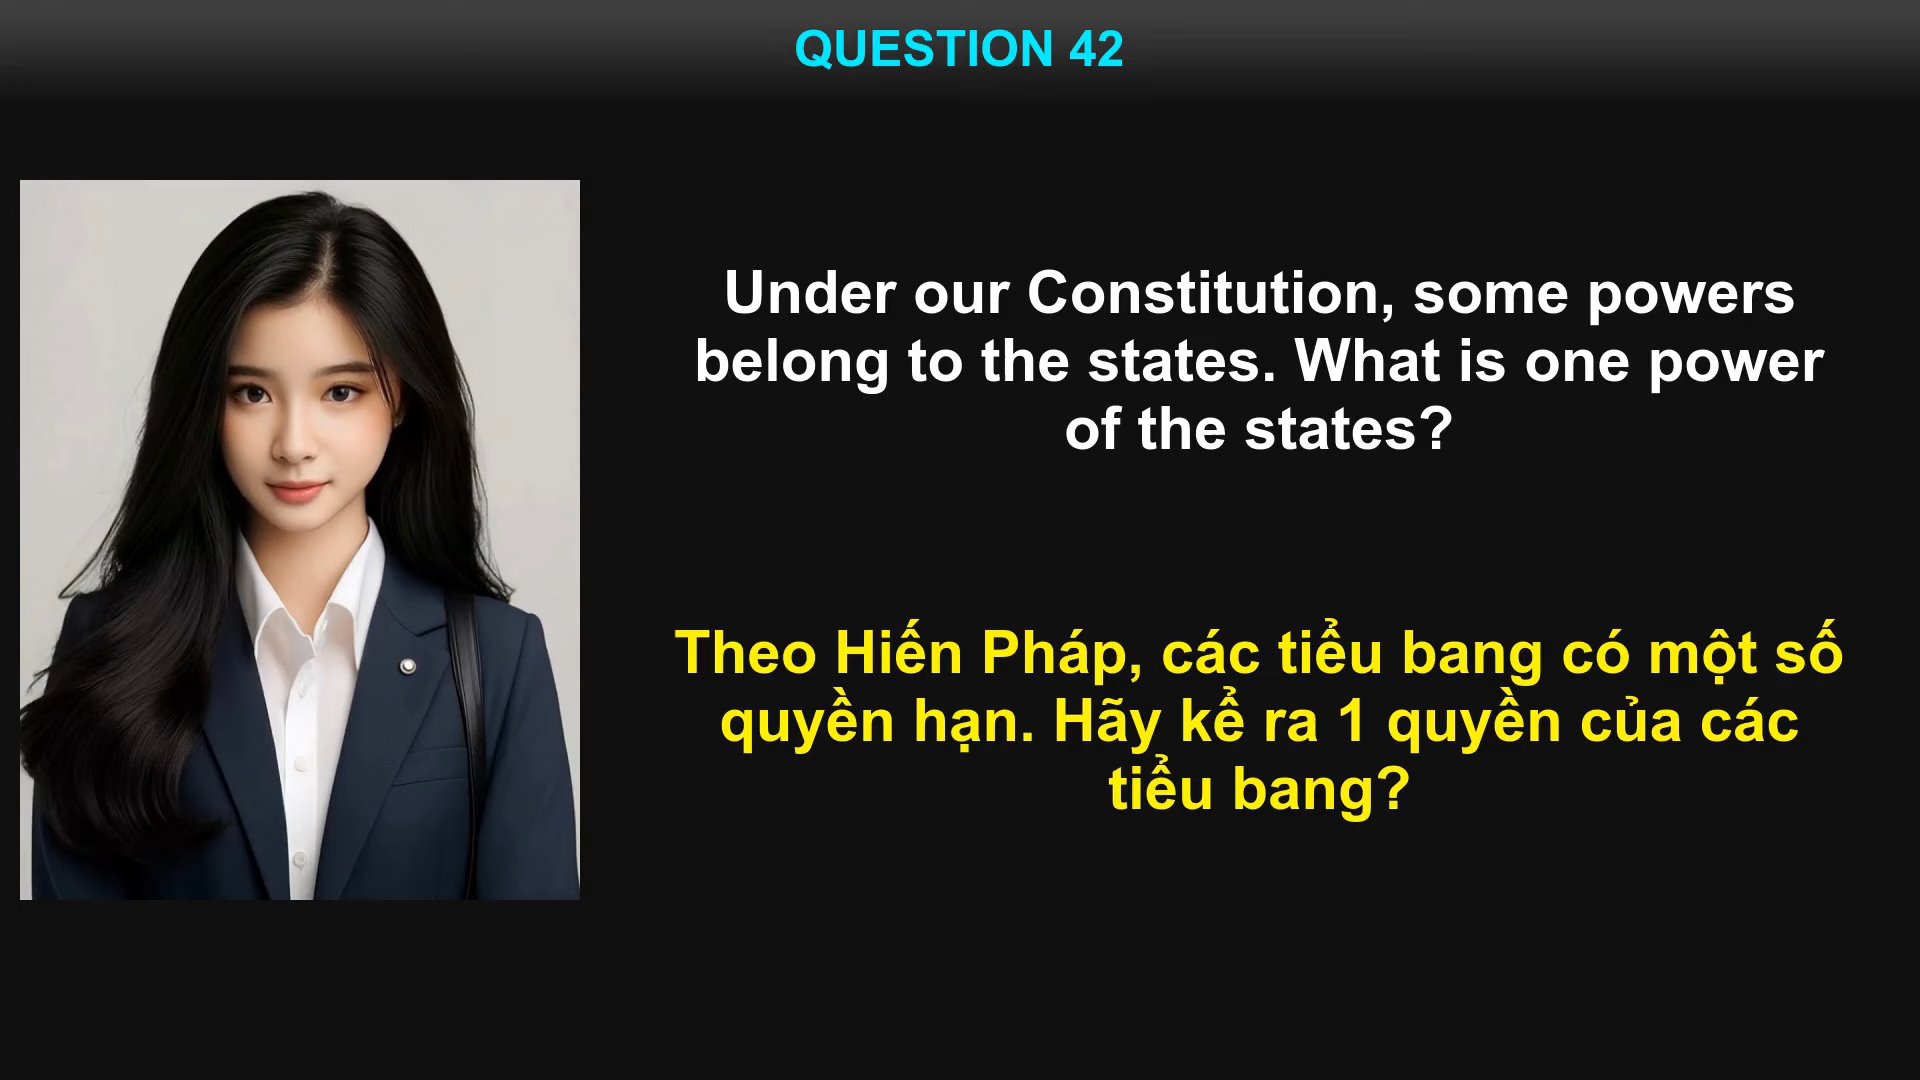 QUESTION 42
Under our Constitution, some powers
belong to the states. What is one power
of the states?
Theo Hiến Pháp, các tiểu bang có một số
quyền hạn. Hãy kể ra 1 quyền của các
tiểu bang?